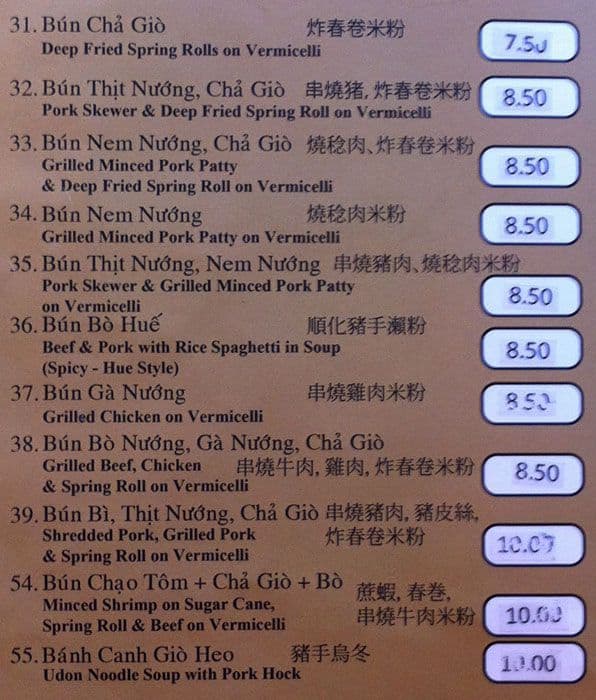 31. Bún Chả Giò 炸春卷米粉 7.50
Deep Fried Spring Rolls on Vermicelli
32. Bún Thịt Nướng, Chả Giò 串燒猪, 炸春卷米粉 8.50
Pork Skewer & Deep Fried Spring Roll on Vermicelli
33. Bún Nem Nướng, Chả Giò 燒稔肉、炸春卷米粉 8.50
Grilled Minced Pork Patty
& Deep Fried Spring Roll on Vermicelli
34. Bún Nem Nướng 燒稔肉米粉 8.50
Grilled Minced Pork Patty on Vermicelli
35. Bún Thịt Nướng, Nem Nướng 串燒豬肉、燒稔肉米粉
Pork Skewer & Grilled Minced Pork Patty 8.50
on Vermicelli
36. Bún Bò Huế 順化豬手瀨粉
Beef & Pork with Rice Spaghetti in Soup 8.50
(Spicy - Hue Style)
37. Bún Gà Nướng 串燒雞肉米粉 8.50
Grilled Chicken on Vermicelli
38. Bún Bò Nướng, Gà Nướng, Chả Giò
Grilled Beef, Chicken 串燒牛肉, 雞肉, 炸春卷米粉 8.50
& Spring Roll on Vermicelli
39. Bún Bì, Thịt Nướng, Chả Giò 串燒豬肉, 豬皮絲,
Shredded Pork, Grilled Pork 炸春卷米粉 10.00
& Spring Roll on Vermicelli
54. Bún Chạo Tôm + Chả Giò + Bò 蔗蝦, 春巻,
Minced Shrimp on Sugar Cane, 串燒牛肉米粉 10.00
Spring Roll & Beef on Vermicelli
55. Bánh Canh Giò Heo 豬手烏冬 10.00
Udon Noodle Soup with Pork Hock